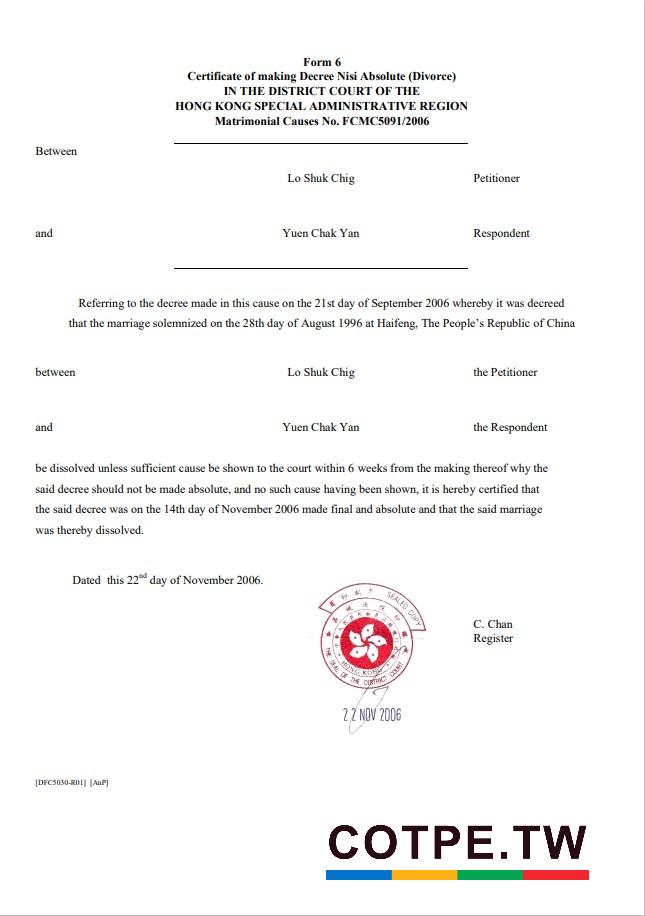 Form 6
Certificate of making Decree Nisi Absolute (Divorce)
IN THE DISTRICT COURT OF THE
HONG KONG SPECIAL ADMINISTRATIVE REGION
Matrimonial Causes No. FCMC5091/2006
Between
Lo Shuk Chig Petitioner
and Yuen Chak Yan Respondent
Referring to the decree made in this cause on the 21st day of September 2006 whereby it was decreed
that the marriage solemnized on the 28th day of August 1996 at Haifeng, The People’s Republic of China
between Lo Shuk Chig the Petitioner
and Yuen Chak Yan the Respondent
be dissolved unless sufficient cause be shown to the court within 6 weeks from the making thereof why the
said decree should not be made absolute, and no such cause having been shown, it is hereby certified that
the said decree was on the 14th day of November 2006 made final and absolute and that the said marriage
was thereby dissolved.
Dated this 22nd day of November 2006.
SEALED COPY
HONG KONG
THE SEAL OF THE DISTRICT COURT
C. Chan
Register
22 NOV 2006
[DFC5030-R01] [AnP]
COTPE.TW